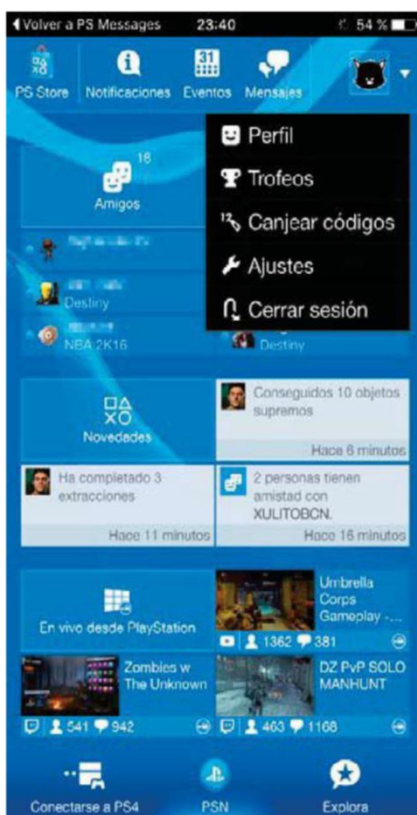 Volver a PS Messages 23:40 54 %
PS Store Notificaciones Eventos Mensajes
31
Perfil
Trofeos
Canjear códigos
Ajustes
Cerrar sesión
16
Amigos
Destiny
NBA 2K16
Destiny
Novedades
Conseguidos 10 objetos
supremos
Hace 6 minutos
Ha completado 3
extracciones
Hace 11 minutos
2 personas tienen
amistad con
XULITOBCN.
Hace 16 minutos
En vivo desde PlayStation
Umbrella
Corps
Gameplay -...
1362 381
Zombies w
The Unknown
541 942
DZ PvP SOLO
MANHUNT
463 1168
Conectarse a PS4 PSN Explora